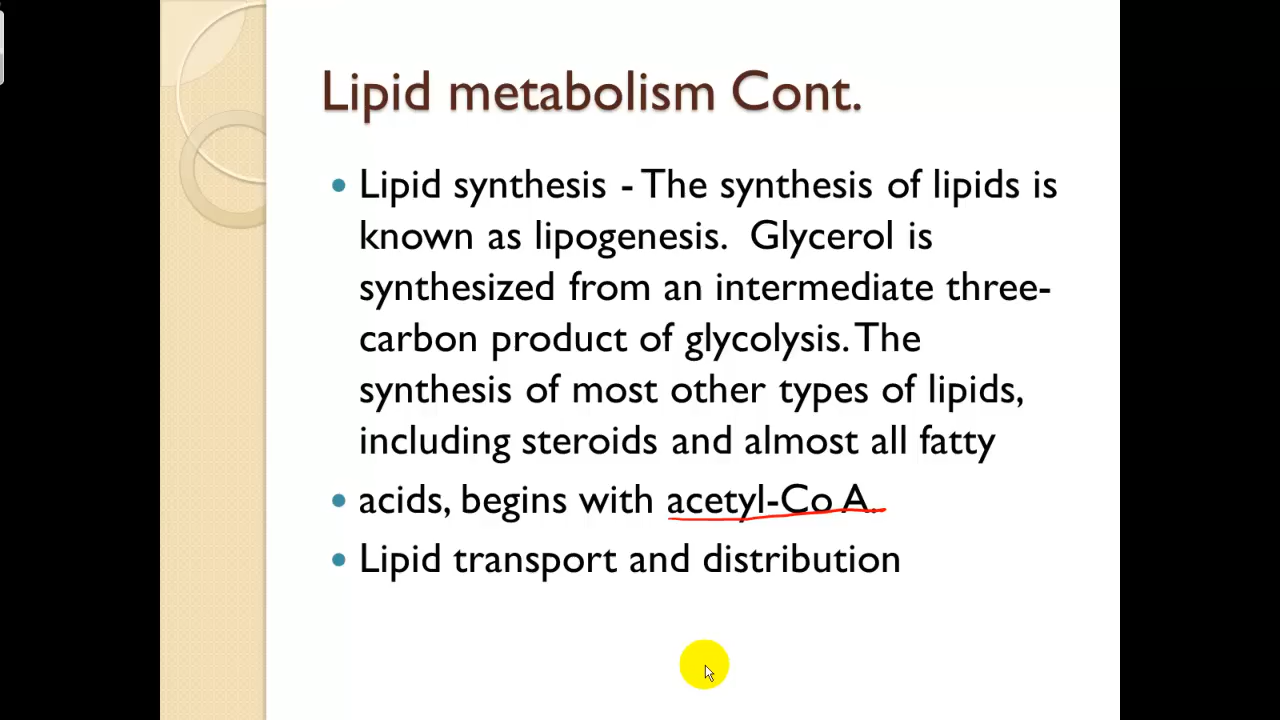 Lipid metabolism Cont.
• Lipid synthesis - The synthesis of lipids is
known as lipogenesis.  Glycerol is
synthesized from an intermediate three-
carbon product of glycolysis. The
synthesis of most other types of lipids,
including steroids and almost all fatty
• acids, begins with acetyl-Co A..
• Lipid transport and distribution